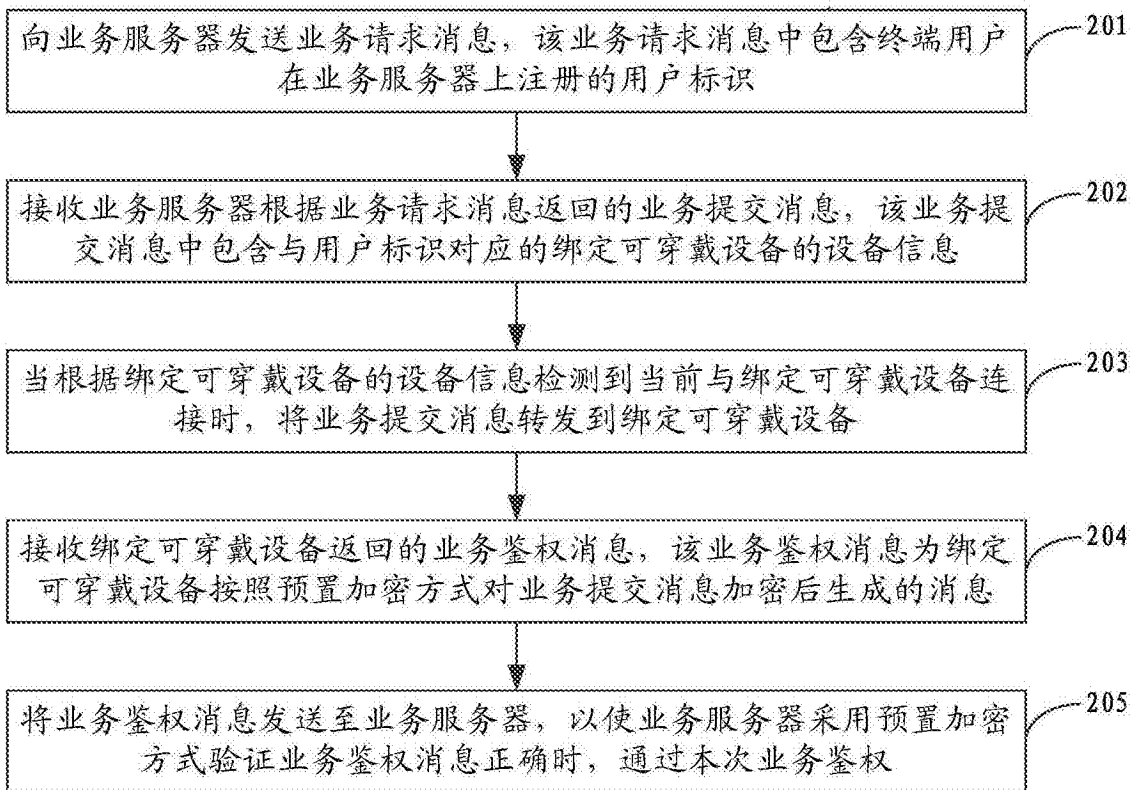 向业务服务器发送业务请求消息，该业务请求消息中包含终端用户
在业务服务器上注册的用户标识
201
接收业务服务器根据业务请求消息返回的业务提交消息，该业务提
交消息中包含与用户标识对应的绑定可穿戴设备的设备信息
202
当根据绑定可穿戴设备的设备信息检测到当前与绑定可穿戴设备连
接时，将业务提交消息转发到绑定可穿戴设备
203
接收绑定可穿戴设备返回的业务鉴权消息，该业务鉴权消息为绑定
可穿戴设备按照预置加密方式对业务提交消息加密后生成的消息
204
将业务鉴权消息发送至业务服务器，以使业务服务器采用预置加密
方式验证业务鉴权消息正确时，通过本次业务鉴权
205